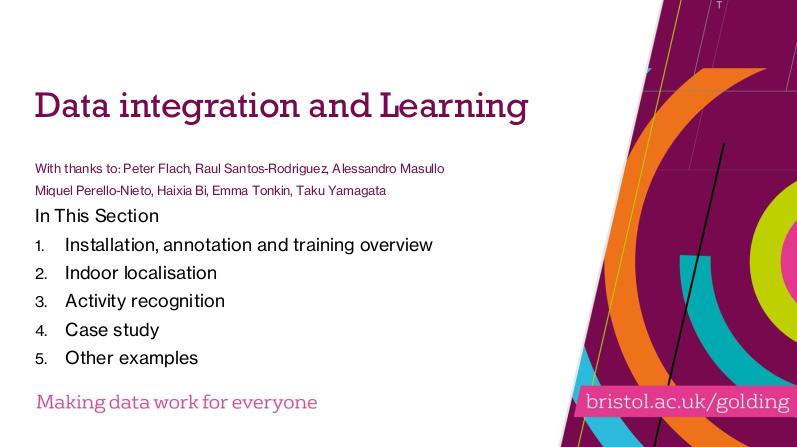 T
Data integration and Learning
With thanks to: Peter Flach, Raul Santos-Rodriguez, Alessandro Masullo
Miquel Perello-Nieto, Haixia Bi, Emma Tonkin, Taku Yamagata
In This Section
1. Installation, annotation and training overview
2. Indoor localisation
3. Activity recognition
4. Case study
5. Other examples
Making data work for everyone
bristol.ac.uk/golding